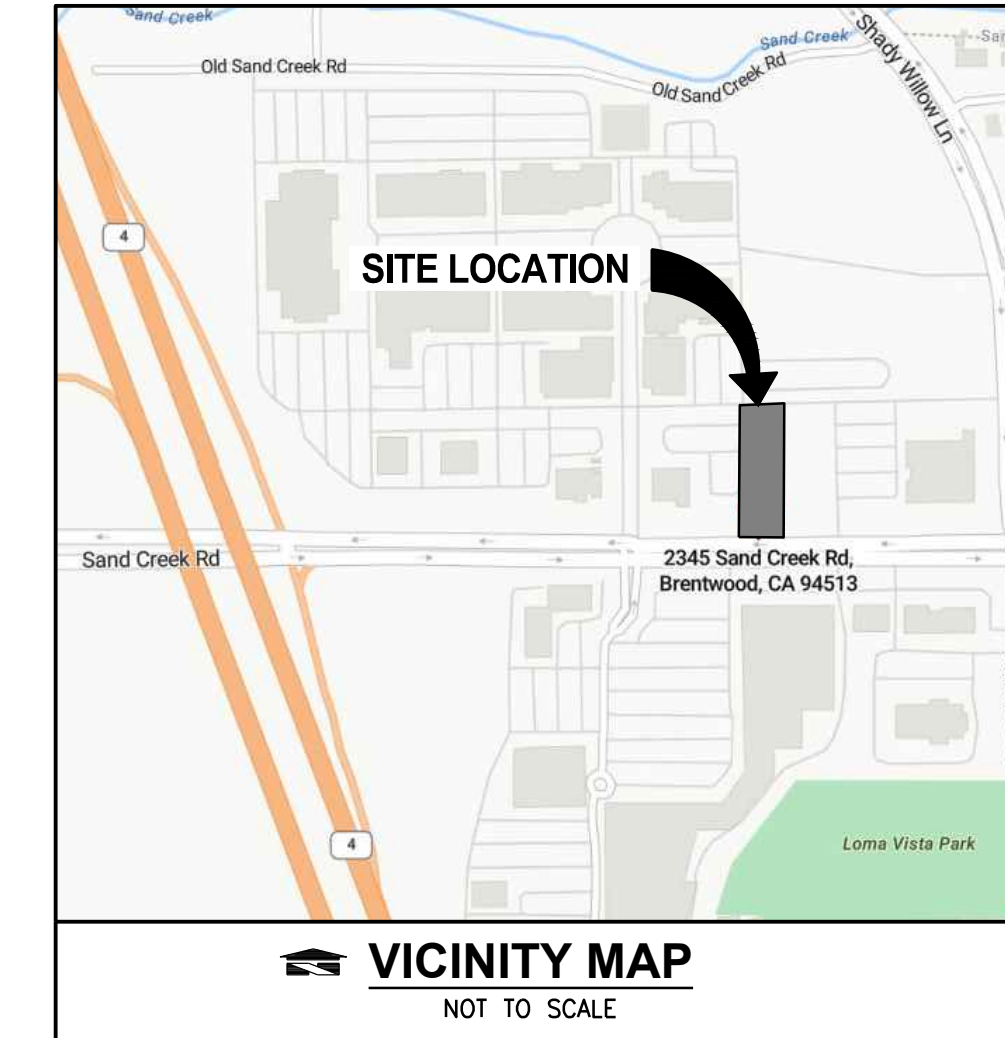 Sand Creek
Sand Creek
Old Sand Creek Rd
Old Sand Creek Rd
Shady Willow Ln
4
SITE LOCATION
Sand Creek Rd
2345 Sand Creek Rd,
Brentwood, CA 94513
4
Loma Vista Park
VICINITY MAP
NOT TO SCALE